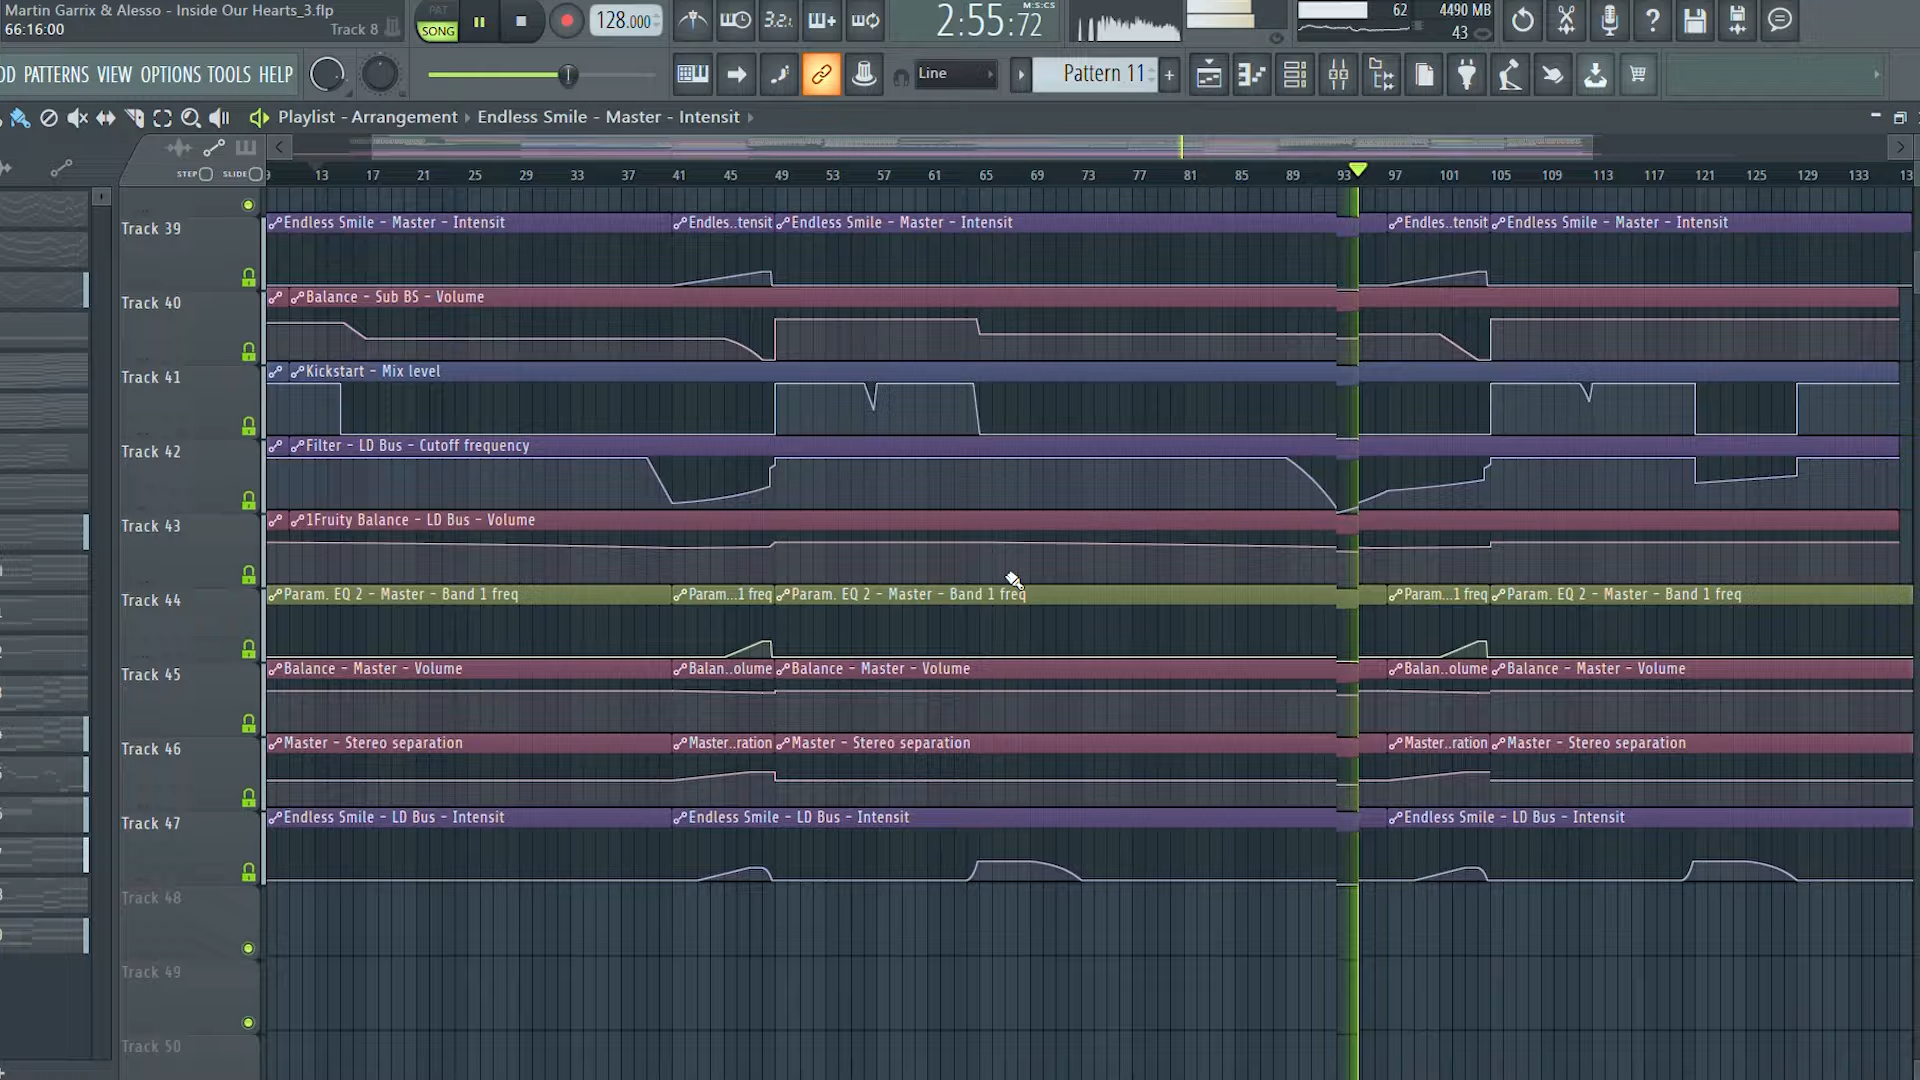 Martin Garrix & Alesso - Inside Our Hearts_3.flp
66:16:00 Track 8
PAT
SONG
128.000
3.2
2:55:72
M:S:CS
62 4490 MB
43
PATTERNS VIEW OPTIONS TOOLS HELP
Line
Pattern 11
Playlist - Arrangement Endless Smile - Master - Intensit
STEP SLIDE
13 17 21 25 29 33 37 41 45 49 53 57 61 65 69 73 77 81 85 89 93 97 101 105 109 113 117 121 125 129 133 13
Track 39
Endless Smile - Master - Intensit Endles..tensit Endless Smile - Master - Intensit Endles..tensit Endless Smile - Master - Intensit
Track 40
Balance - Sub BS - Volume
Track 41
Kickstart - Mix level
Track 42
Filter - LD Bus - Cutoff frequency
Track 43
1Fruity Balance - LD Bus - Volume
Track 44
Param. EQ 2 - Master - Band 1 freq Param...1 freq Param. EQ 2 - Master - Band 1 freq Param...1 freq Param. EQ 2 - Master - Band 1 freq
Track 45
Balance - Master - Volume Balan..olume Balance - Master - Volume Balan..olume Balance - Master - Volume
Track 46
Master - Stereo separation Master..ration Master - Stereo separation Master..ration Master - Stereo separation
Track 47
Endless Smile - LD Bus - Intensit Endless Smile - LD Bus - Intensit Endless Smile - LD Bus - Intensit
Track 48
Track 49
Track 50